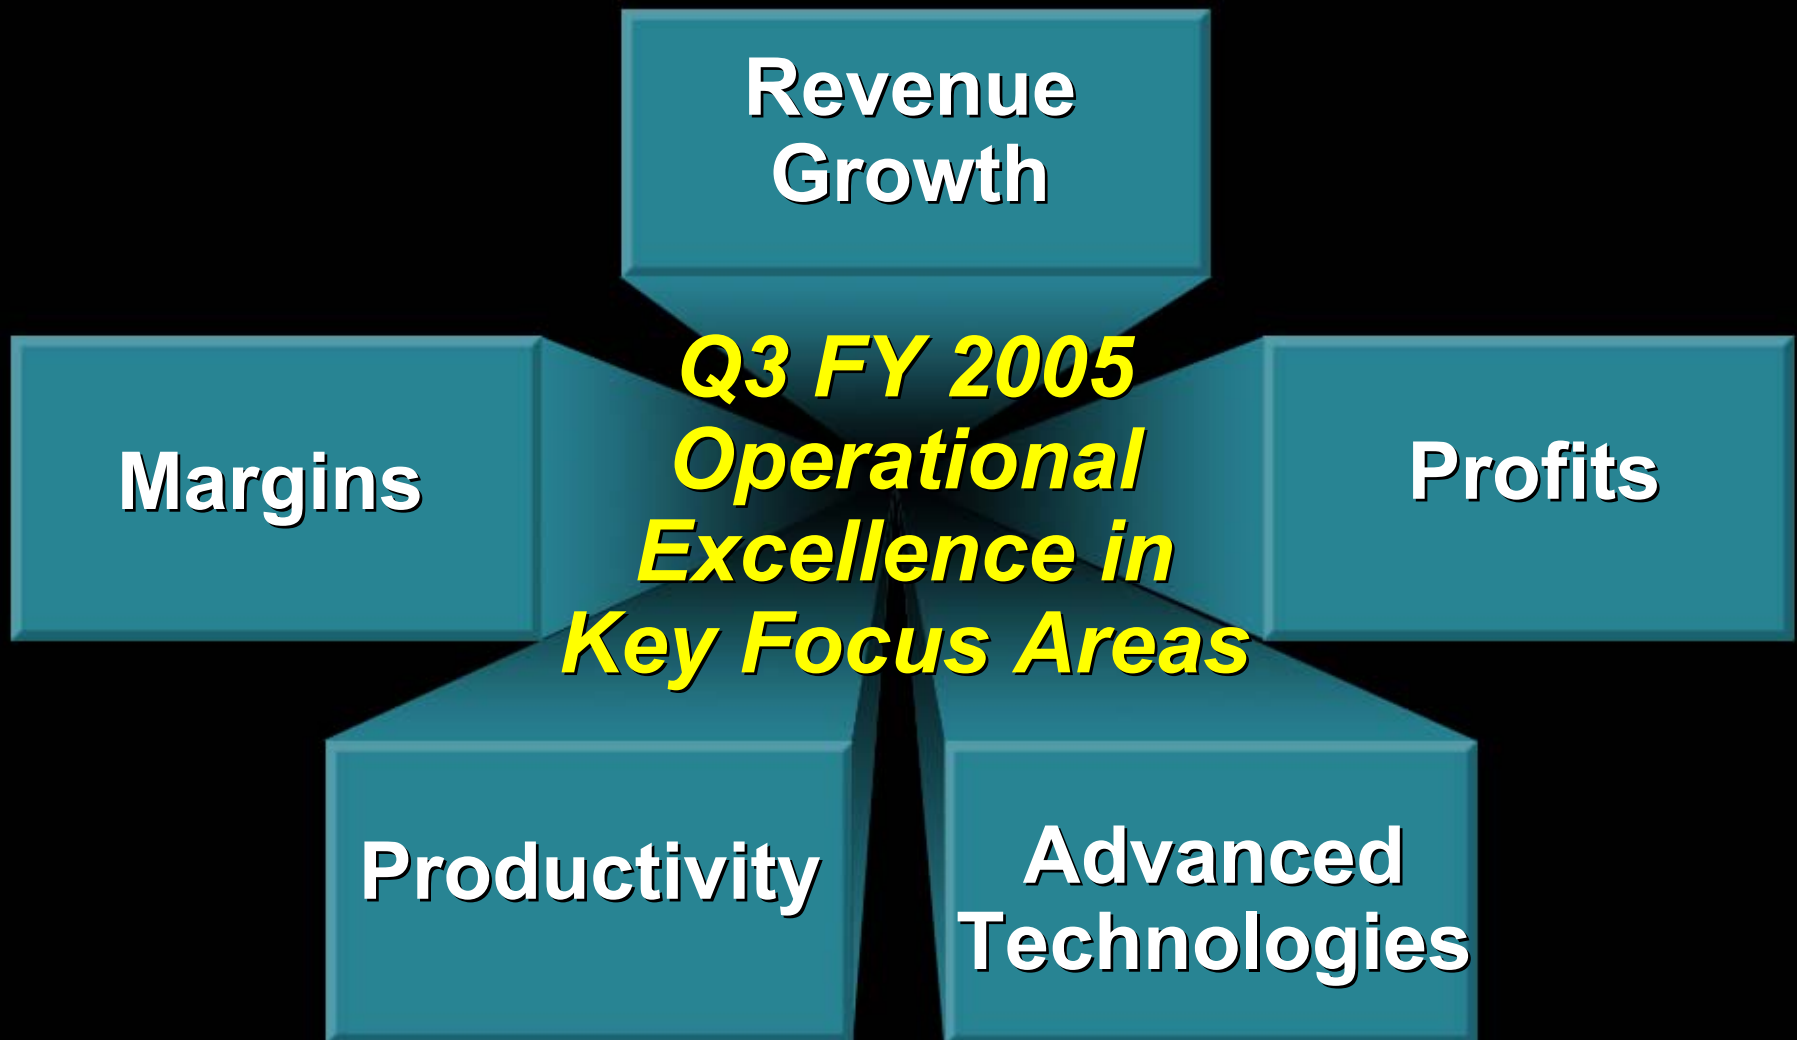 Revenue
Growth
Q3 FY 2005
Operational
Excellence in
Key Focus Areas
Margins
Profits
Productivity
Advanced
Technologies